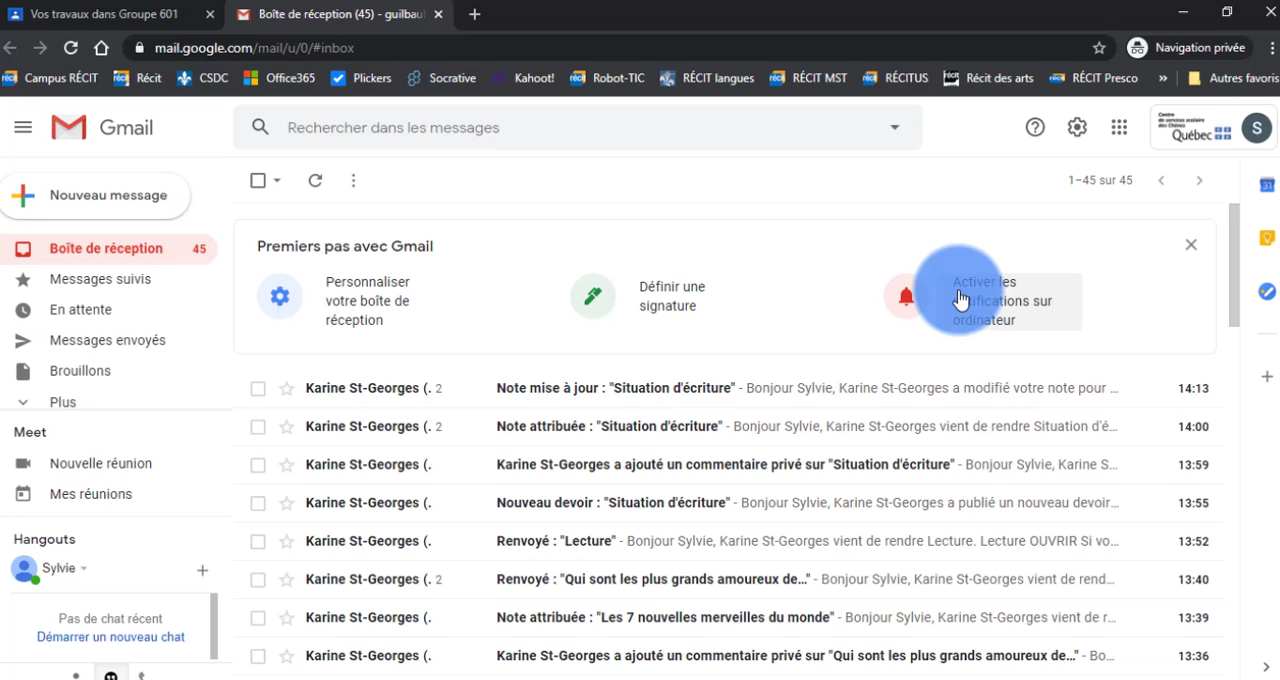 Vos travaux dans Groupe 601
Boîte de réception (45) - guilbau
mail.google.com/mail/u/0/#inbox
Navigation privée
Campus RÉCIT
Récit
CSDC
Office365
Plickers
Socrative
Kahoot!
Robot-TIC
RÉCIT langues
RÉCIT MST
RÉCITUS
Récit des arts
RÉCIT Presco
»
Autres favoris
Gmail
Rechercher dans les messages
Centre
de services scolaire
des Chênes
Québec
S
Nouveau message
1–45 sur 45
Boîte de réception 45
Messages suivis
En attente
Messages envoyés
Brouillons
Plus
Premiers pas avec Gmail
Personnaliser
votre boîte de
réception
Définir une
signature
Activer les
notifications sur
ordinateur
Karine St-Georges (. 2 Note mise à jour : "Situation d'écriture" - Bonjour Sylvie, Karine St-Georges a modifié votre note pour ... 14:13
Karine St-Georges (. 2 Note attribuée : "Situation d'écriture" - Bonjour Sylvie, Karine St-Georges vient de rendre Situation d'é... 14:00
Karine St-Georges (. Karine St-Georges a ajouté un commentaire privé sur "Situation d'écriture" - Bonjour Sylvie, Karine S... 13:59
Karine St-Georges (. Nouveau devoir : "Situation d'écriture" - Bonjour Sylvie, Karine St-Georges a publié un nouveau devoir... 13:55
Karine St-Georges (. Renvoyé : "Lecture" - Bonjour Sylvie, Karine St-Georges vient de rendre Lecture. Lecture OUVRIR Si vo... 13:52
Karine St-Georges (. 2 Renvoyé : "Qui sont les plus grands amoureux de..." - Bonjour Sylvie, Karine St-Georges vient de rend... 13:40
Karine St-Georges (. Note attribuée : "Les 7 nouvelles merveilles du monde" - Bonjour Sylvie, Karine St-Georges vient de r... 13:39
Karine St-Georges (. Karine St-Georges a ajouté un commentaire privé sur "Qui sont les plus grands amoureux de..." - Bo... 13:36
Meet
Nouvelle réunion
Mes réunions
Hangouts
Sylvie
Pas de chat récent
Démarrer un nouveau chat
31